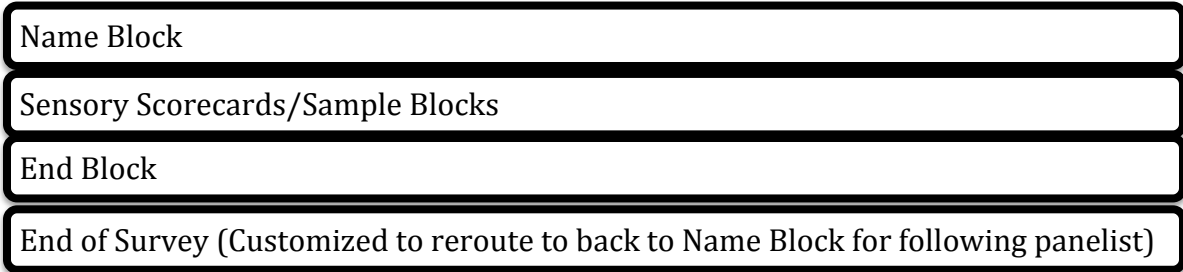 Name Block
Sensory Scorecards/Sample Blocks
End Block
End of Survey (Customized to reroute to back to Name Block for following panelist)